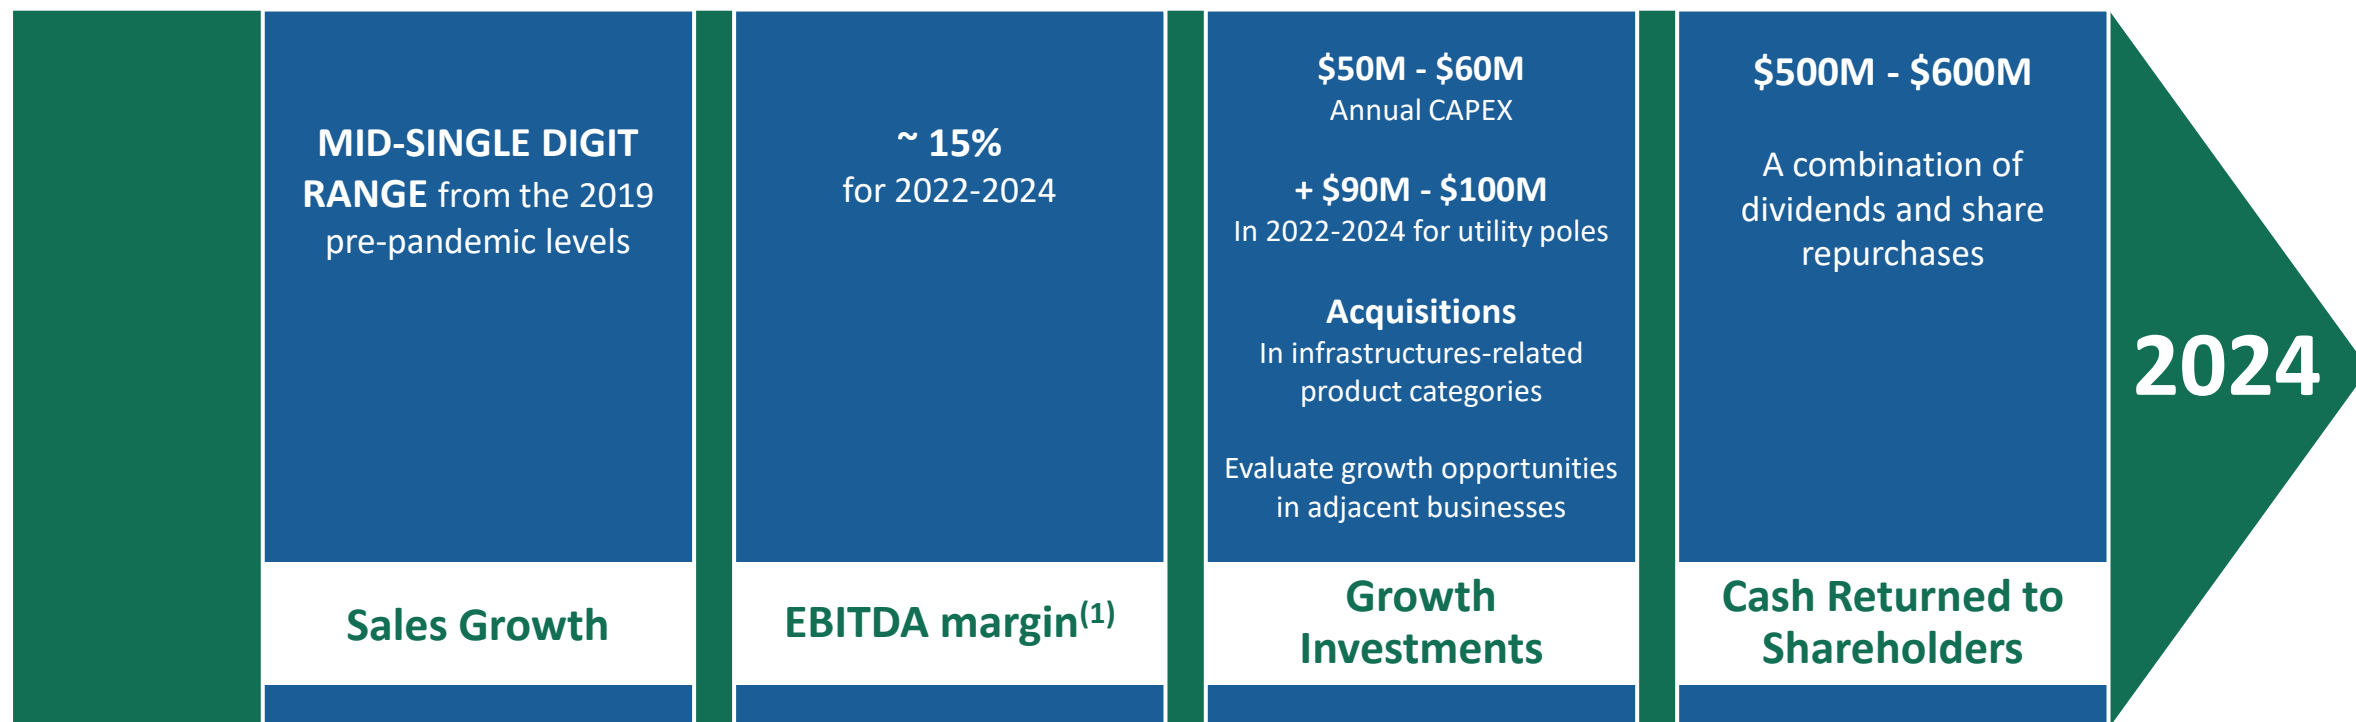 MID-SINGLE DIGIT
RANGE from the 2019
pre-pandemic levels
Sales Growth
~ 15%
for 2022-2024
EBITDA margin(1)
$50M - $60M
Annual CAPEX
+ $90M - $100M
In 2022-2024 for utility poles
Acquisitions
In infrastructures-related
product categories
Evaluate growth opportunities
in adjacent businesses
Growth
Investments
$500M - $600M
A combination of
dividends and share
repurchases
Cash Returned to
Shareholders
2024